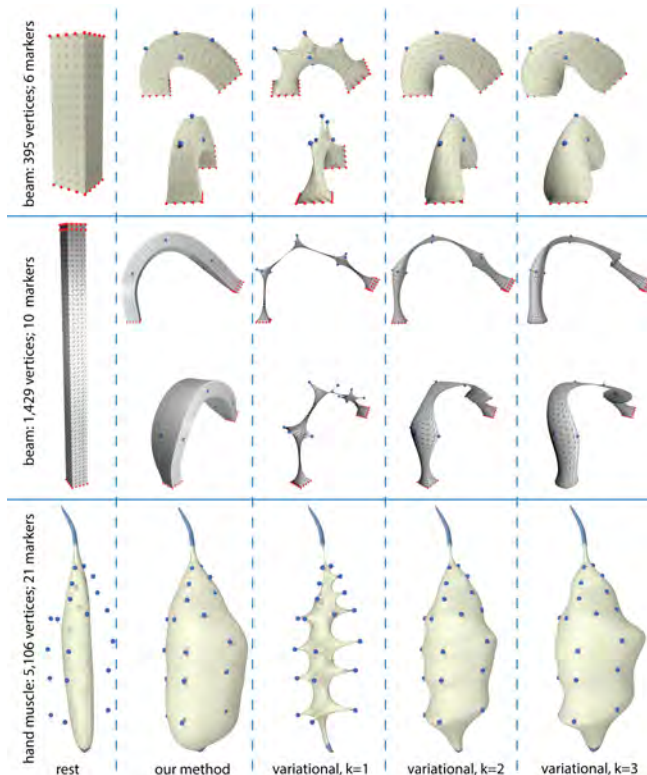 beam: 395 vertices; 6 markers
beam: 1,429 vertices; 10 markers
hand muscle: 5,106 vertices; 21 markers
rest
our method
variational, k=1
variational, k=2
variational, k=3